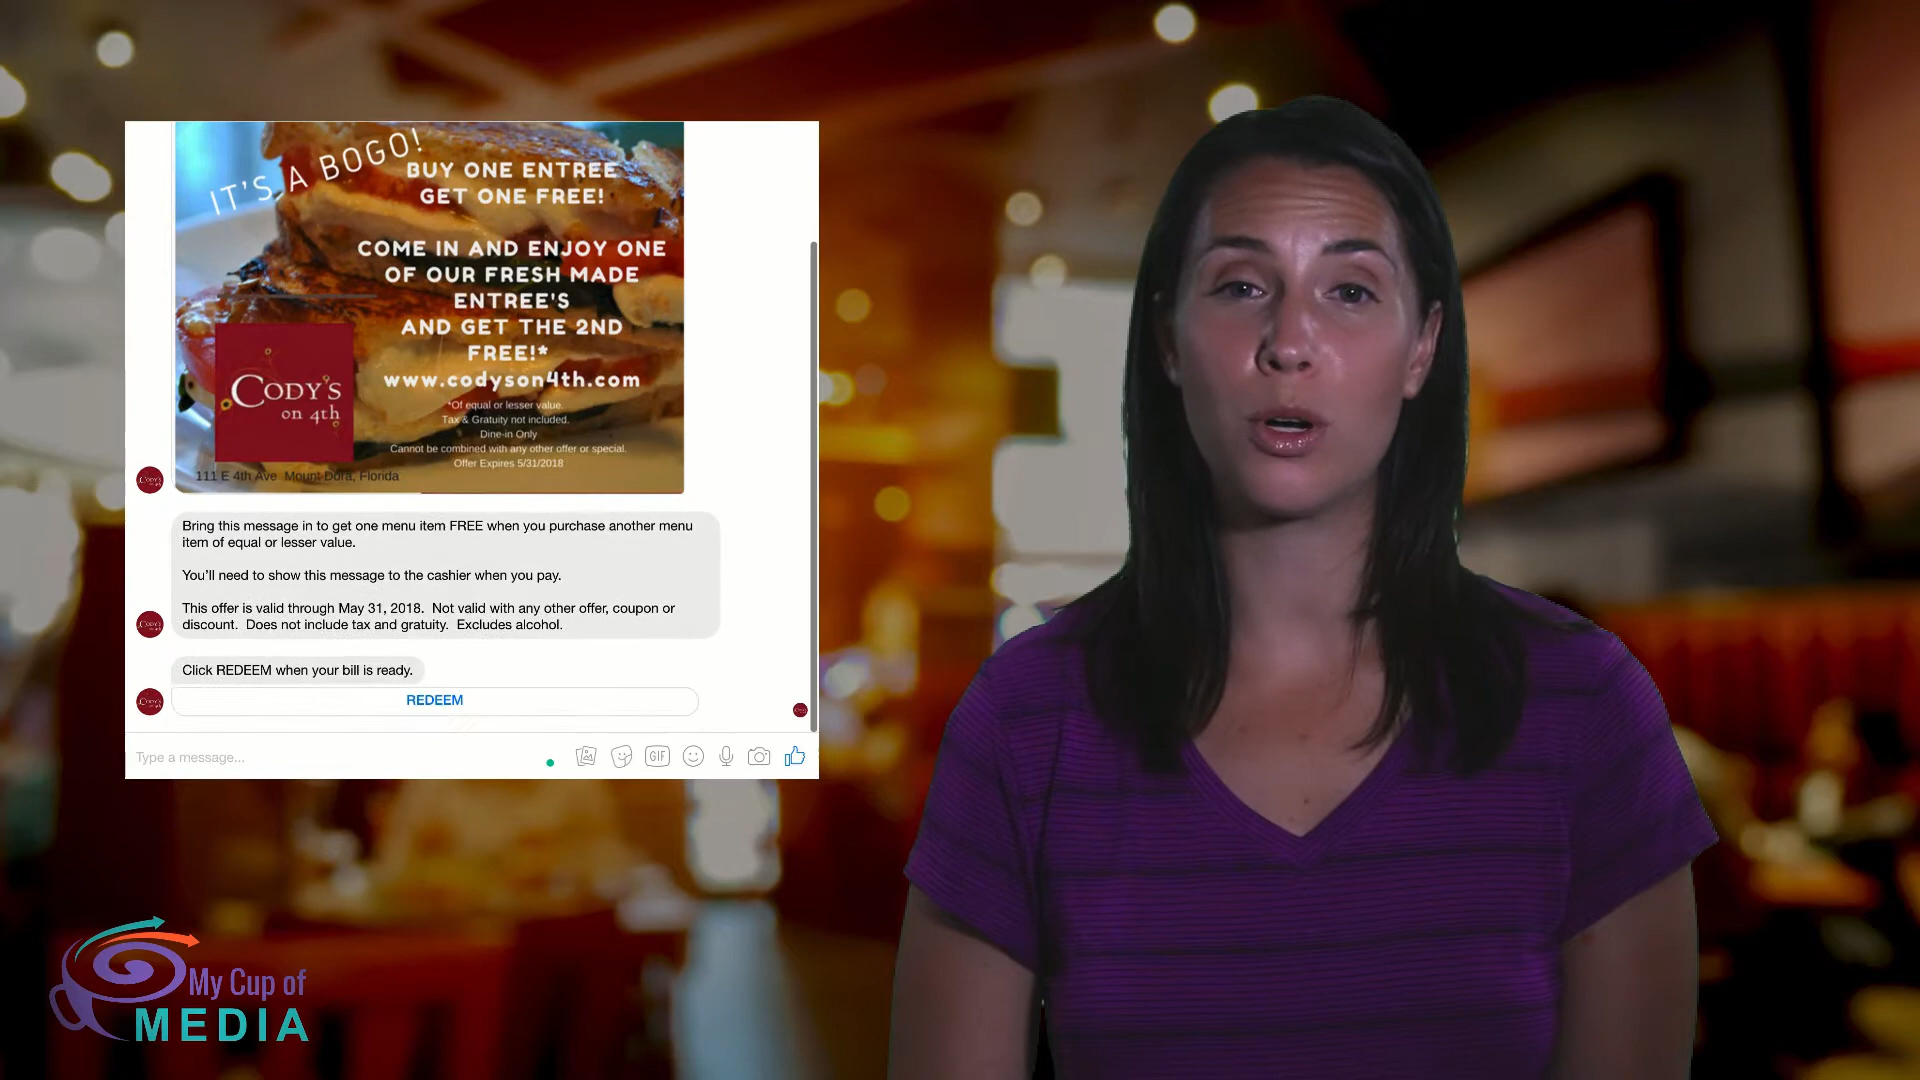 IT'S A BOGO!
BUY ONE ENTREE
GET ONE FREE!
COME IN AND ENJOY ONE
OF OUR FRESH MADE
ENTREE'S
AND GET THE 2ND
FREE!*
www.codyson4th.com
*Of equal or lesser value.
Tax & Gratuity not included.
Dine-in Only
Cannot be combined with any other offer or special.
Offer Expires 5/31/2018
CODY'S
on 4th
111 E 4th Ave Mount Dora, Florida
Bring this message in to get one menu item FREE when you purchase another menu
item of equal or lesser value.
You'll need to show this message to the cashier when you pay.
This offer is valid through May 31, 2018. Not valid with any other offer, coupon or
discount. Does not include tax and gratuity. Excludes alcohol.
Click REDEEM when your bill is ready.
REDEEM
Type a message...
GIF
My Cup of
MEDIA